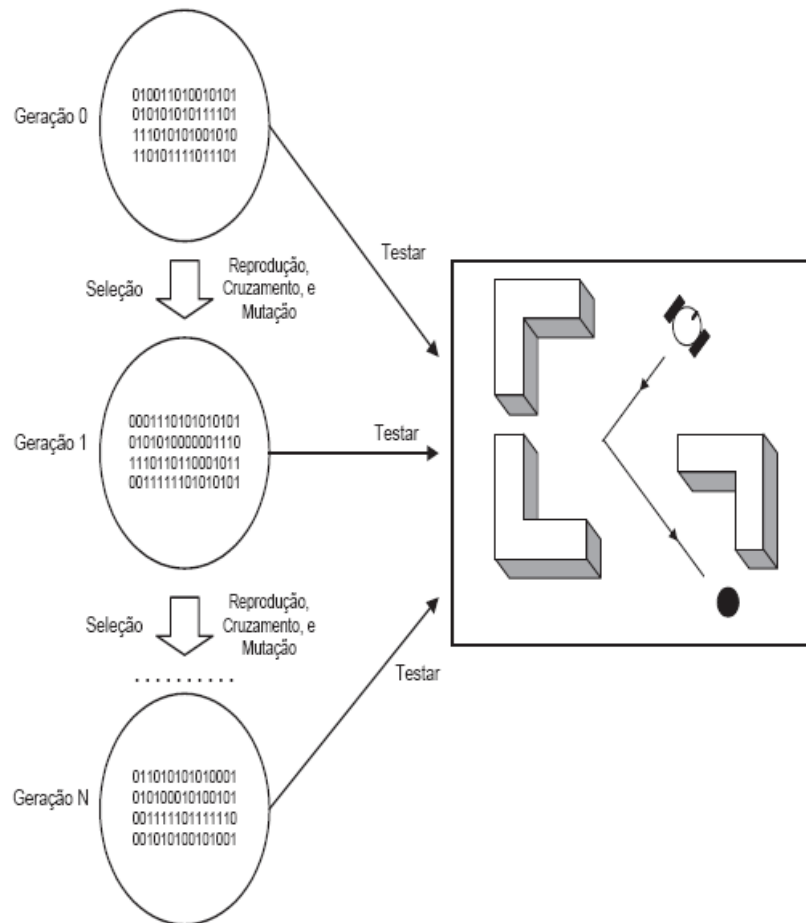 Geração 0
010011010010101
010101010111101
111010101001010
110101111011101
Testar
Seleção
Reprodução,
Cruzamento, e
Mutação
Geração 1
0001110101010101
0101010000001110
1110110110001011
0011111101010101
Testar
Seleção
Reprodução,
Cruzamento, e
Mutação
..........
Testar
Geração N
011010101010001
010100010100101
001111101111110
001010100101001